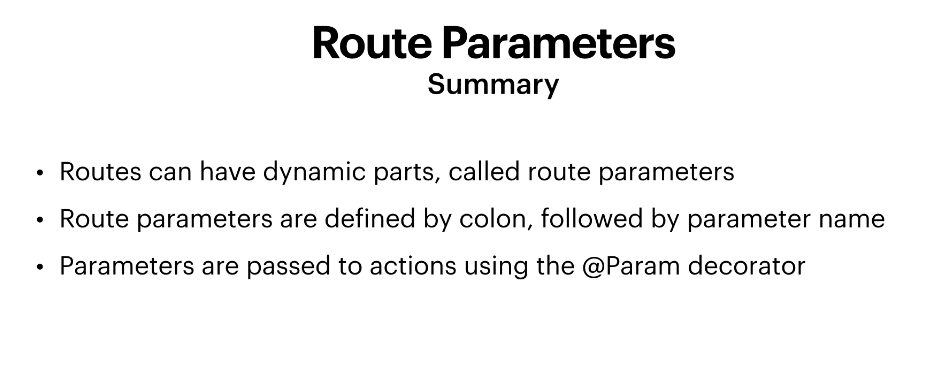 Route Parameters
Summary
• Routes can have dynamic parts, called route parameters
• Route parameters are defined by colon, followed by parameter name
• Parameters are passed to actions using the @Param decorator